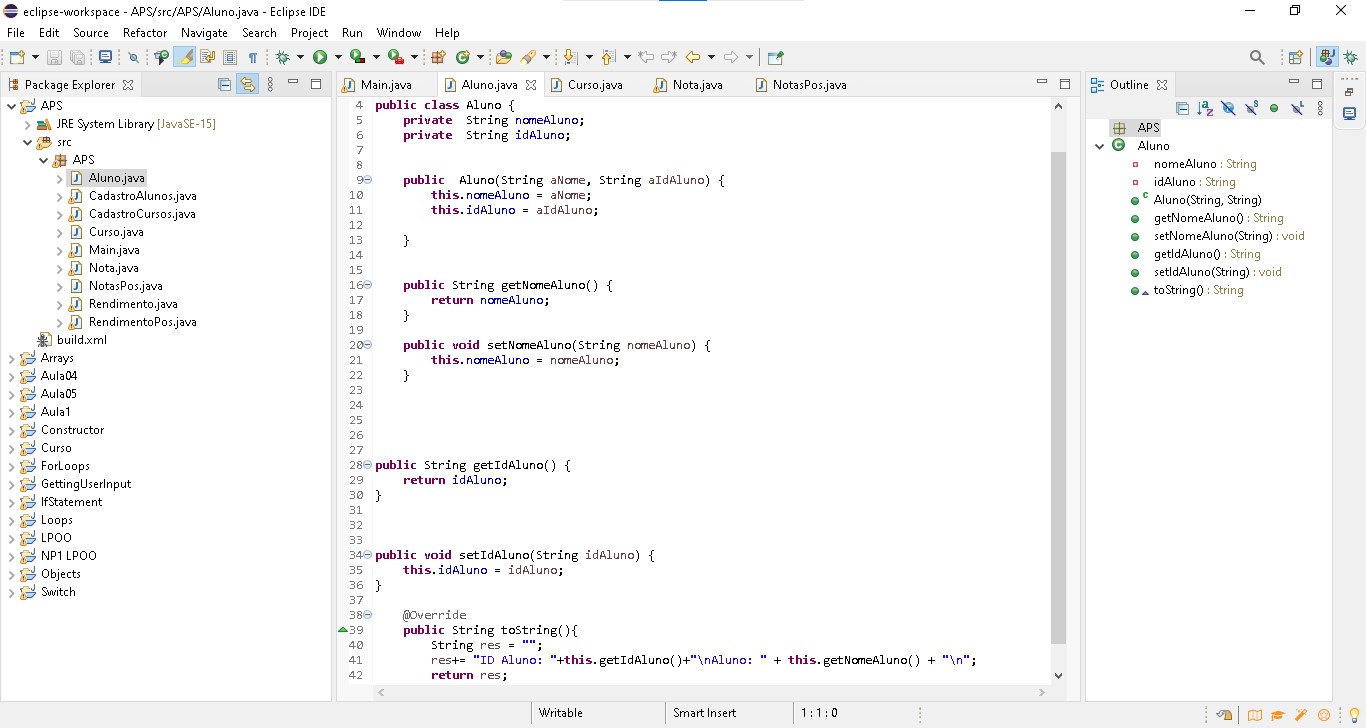 eclipse-workspace - APS/src/APS/Aluno.java - Eclipse IDE
File Edit Source Refactor Navigate Search Project Run Window Help
Package Explorer
APS
JRE System Library [JavaSE-15]
src
APS
Aluno.java
CadastroAlunos.java
CadastroCursos.java
Curso.java
Main.java
Nota.java
NotasPos.java
Rendimento.java
RendimentoPos.java
build.xml
Arrays
Aula04
Aula05
Aula1
Constructor
Curso
ForLoops
GettingUserInput
IfStatement
Loops
LPOO
NP1 LPOO
Objects
Switch
Main.java Aluno.java Curso.java Nota.java NotasPos.java
4 public class Aluno {
5     private  String nomeAluno;
6     private  String idAluno;
7
8
9     public  Aluno(String aNome, String aIdAluno) {
10         this.nomeAluno = aNome;
11         this.idAluno = aIdAluno;
12
13     }
14
15
16     public String getNomeAluno() {
17         return nomeAluno;
18     }
19
20     public void setNomeAluno(String nomeAluno) {
21         this.nomeAluno = nomeAluno;
22     }
23
24
25
26
27
28 public String getIdAluno() {
29     return idAluno;
30 }
31
32
33
34 public void setIdAluno(String idAluno) {
35     this.idAluno = idAluno;
36 }
37
38     @Override
39     public String toString(){
40         String res = "";
41         res+= "ID Aluno: "+this.getIdAluno()+"\nAluno: " + this.getNomeAluno() + "\n";
42         return res;
Outline
APS
Aluno
nomeAluno : String
idAluno : String
Aluno(String, String)
getNomeAluno() : String
setNomeAluno(String) : void
getIdAluno() : String
setIdAluno(String) : void
toString() : String
Writable Smart Insert 1 : 1 : 0